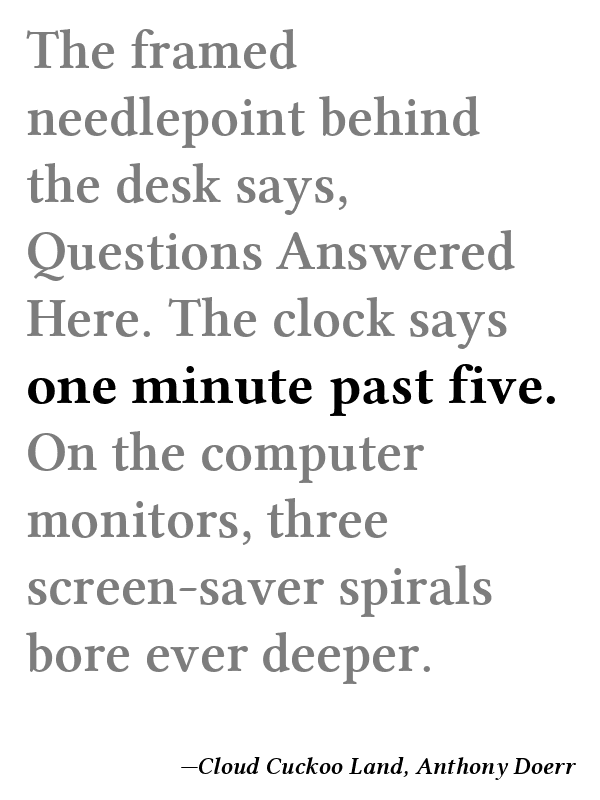 The framed
needlepoint behind
the desk says,
Questions Answered
Here. The clock says
one minute past five.
On the computer
monitors, three
screen-saver spirals
bore ever deeper.
—Cloud Cuckoo Land, Anthony Doerr